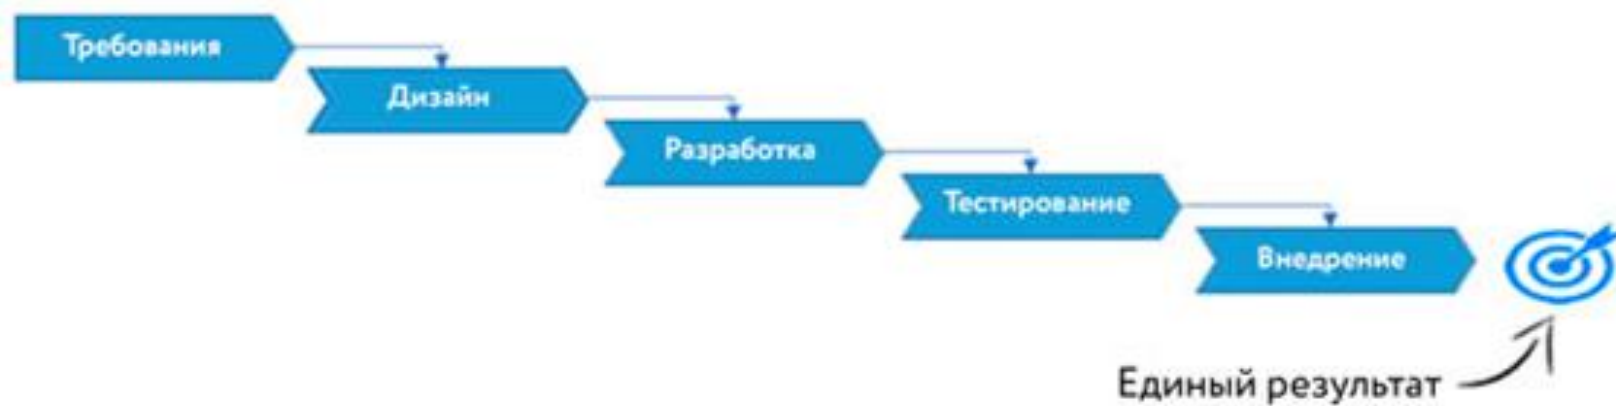 Требования
Дизайн
Разработка
Тестирование
Внедрение
Единый результат